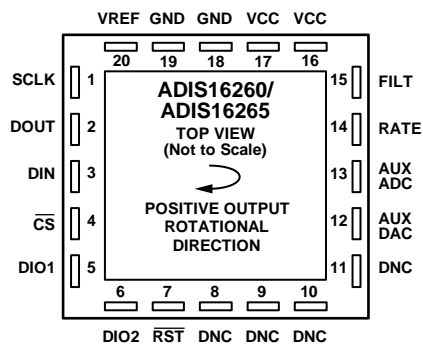 VREF GND GND VCC VCC
20 19 18 17 16
SCLK 1
DOUT 2
DIN 3
CS 4
DIO1 5
ADIS16260/
ADIS16265
TOP VIEW
(Not to Scale)
POSITIVE OUTPUT
ROTATIONAL
DIRECTION
15 FILT
14 RATE
13 AUX
ADC
12 AUX
DAC
11 DNC
6 7 8 9 10
DIO2 RST DNC DNC DNC